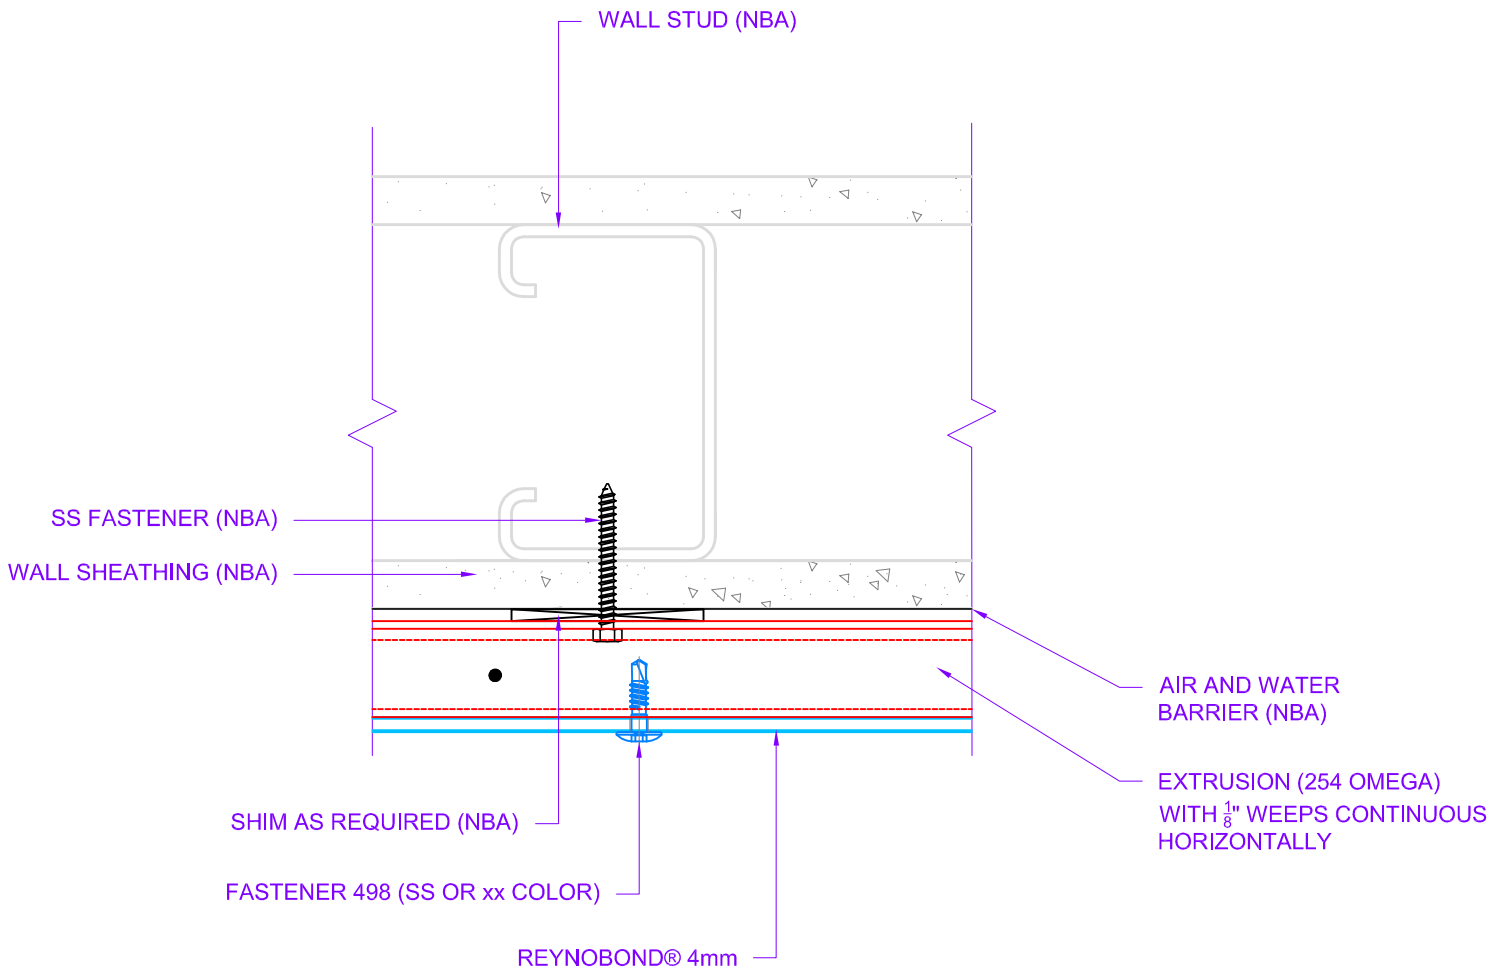 WALL STUD (NBA)
SS FASTENER (NBA)
WALL SHEATHING (NBA)
AIR AND WATER
BARRIER (NBA)
EXTRUSION (254 OMEGA)
WITH 1/8" WEEPS CONTINUOUS
HORIZONTALLY
SHIM AS REQUIRED (NBA)
FASTENER 498 (SS OR xx COLOR)
REYNOBOND® 4mm